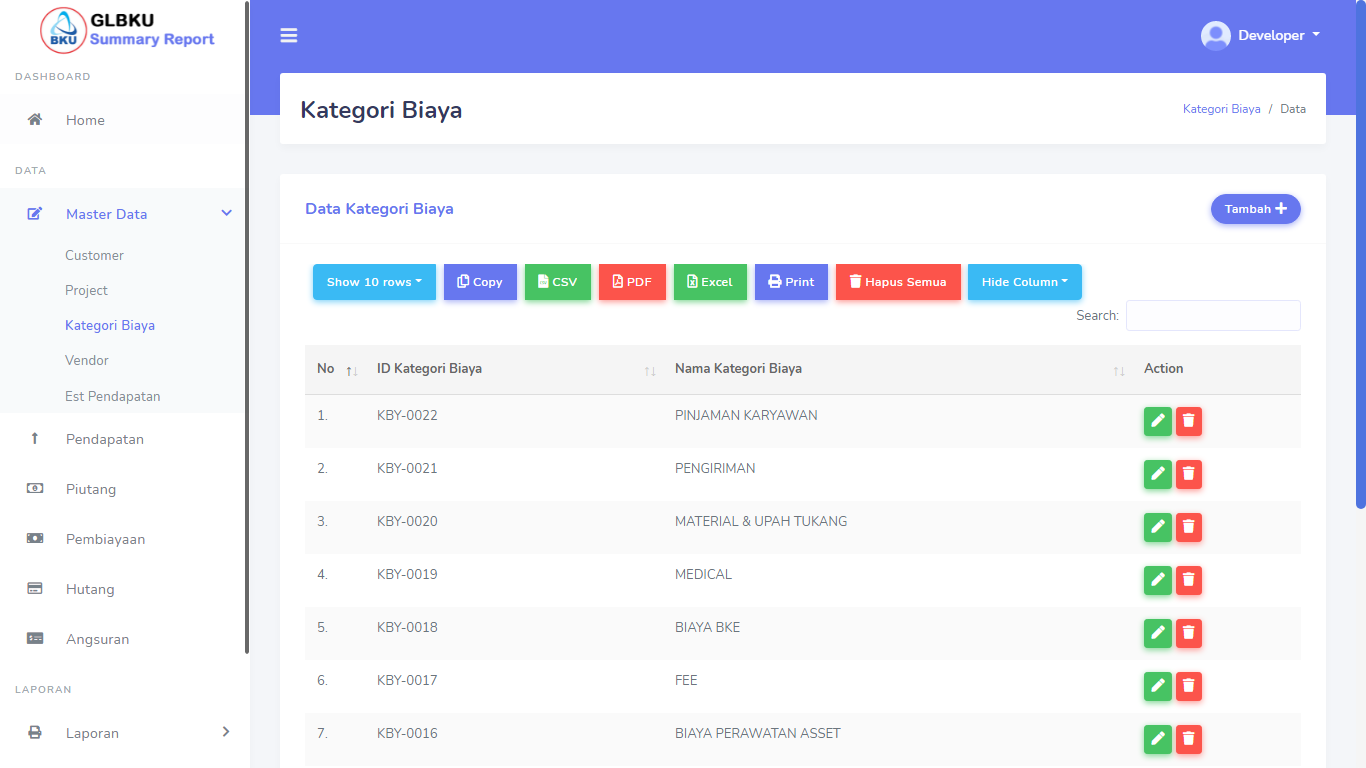 GLBKU
BKU Summary Report
DASHBOARD
Home
DATA
Master Data
Customer
Project
Kategori Biaya
Vendor
Est Pendapatan
Pendapatan
Piutang
Pembiayaan
Hutang
Angsuran
LAPORAN
Laporan
Developer
Kategori Biaya
Kategori Biaya / Data
Data Kategori Biaya
Tambah
Show 10 rows Copy CSV PDF Excel Print Hapus Semua Hide Column
Search:
No ID Kategori Biaya Nama Kategori Biaya Action
1. KBY-0022 PINJAMAN KARYAWAN
2. KBY-0021 PENGIRIMAN
3. KBY-0020 MATERIAL & UPAH TUKANG
4. KBY-0019 MEDICAL
5. KBY-0018 BIAYA BKE
6. KBY-0017 FEE
7. KBY-0016 BIAYA PERAWATAN ASSET